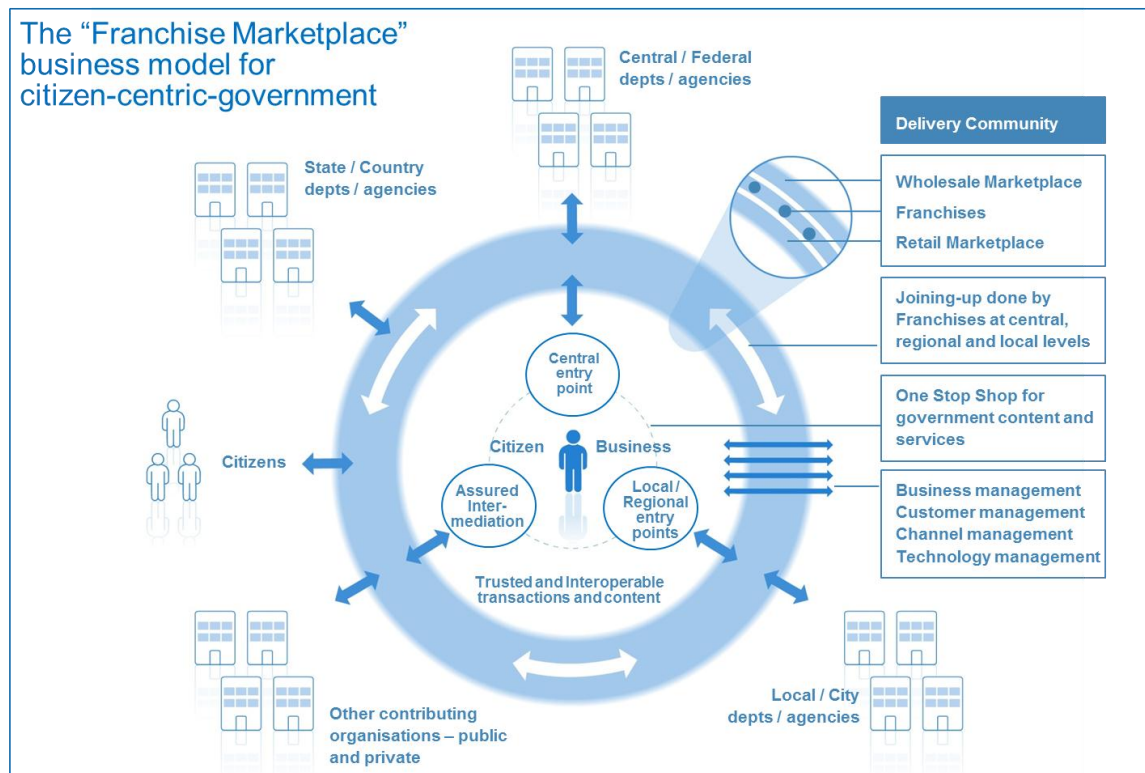 The “Franchise Marketplace”
business model for
citizen-centric-government
Central / Federal
depts / agencies
State / Country
depts / agencies
Delivery Community
Wholesale Marketplace
Franchises
Retail Marketplace
Joining-up done by
Franchises at central,
regional and local levels
Central
entry
point
One Stop Shop for
government content and
services
Citizens
Citizen
Business
Assured
Inter-
mediation
Local /
Regional
entry
points
Business management
Customer management
Channel management
Technology management
Trusted and Interoperable
transactions and content
Other contributing
organisations – public
and private
Local / City
depts / agencies